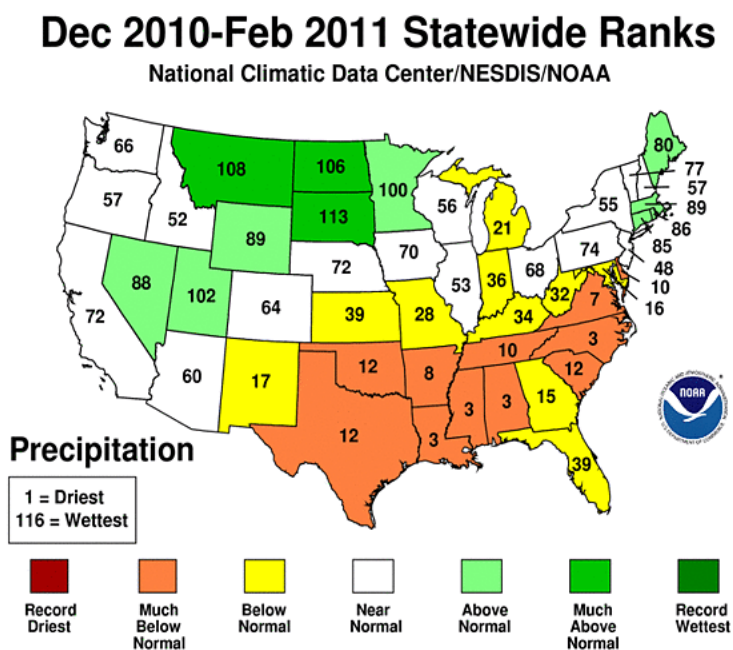 Dec 2010-Feb 2011 Statewide Ranks
National Climatic Data Center/NESDIS/NOAA
66
108
106
80
77
100
57
57
52
113
56
55
89
86
89
21
85
88
72
70
74
48
102
53
36
68
10
72
64
39
28
32
7
16
34
60
17
12
8
10
3
12
12
3
3
3
15
39
NOAA
Precipitation
1 = Driest
116 = Wettest
Record
Driest
Much
Below
Normal
Below
Normal
Near
Normal
Above
Normal
Much
Above
Normal
Record
Wettest